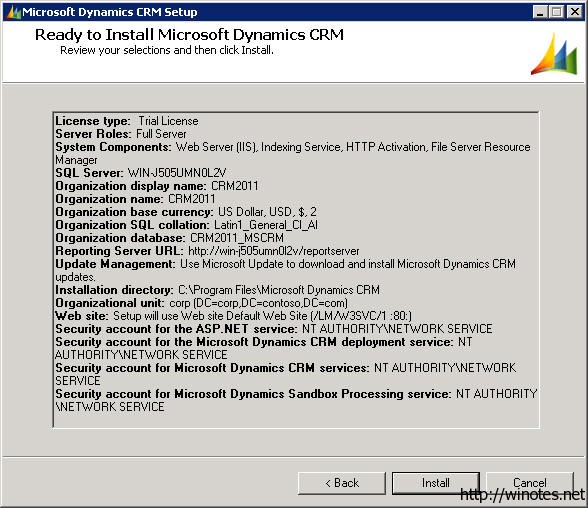 Microsoft Dynamics CRM Setup
Ready to Install Microsoft Dynamics CRM
Review your selections and then click Install.
License type: Trial License
Server Roles: Full Server
System Components: Web Server (IIS), Indexing Service, HTTP Activation, File Server Resource
Manager
SQL Server: WIN-J505UMN0L2V
Organization display name: CRM2011
Organization name: CRM2011
Organization base currency: US Dollar, USD, $, 2
Organization SQL collation: Latin1_General_CI_AI
Organization database: CRM2011_MSCRM
Reporting Server URL: http://win-j505umn0l2v/reportserver
Update Management: Use Microsoft Update to download and install Microsoft Dynamics CRM
updates.
Installation directory: C:\Program Files\Microsoft Dynamics CRM
Organizational unit: corp (DC=corp,DC=contoso,DC=com)
Web site: Setup will use Web site Default Web Site (/LM/W3SVC/1 :80:)
Security account for the ASP.NET service: NT AUTHORITY\NETWORK SERVICE
Security account for the Microsoft Dynamics CRM deployment service: NT
AUTHORITY\NETWORK SERVICE
Security account for Microsoft Dynamics CRM services: NT AUTHORITY\NETWORK
SERVICE
Security account for Microsoft Dynamics Sandbox Processing service: NT AUTHORITY
\NETWORK SERVICE
< Back Install Cancel
http://winotes.net